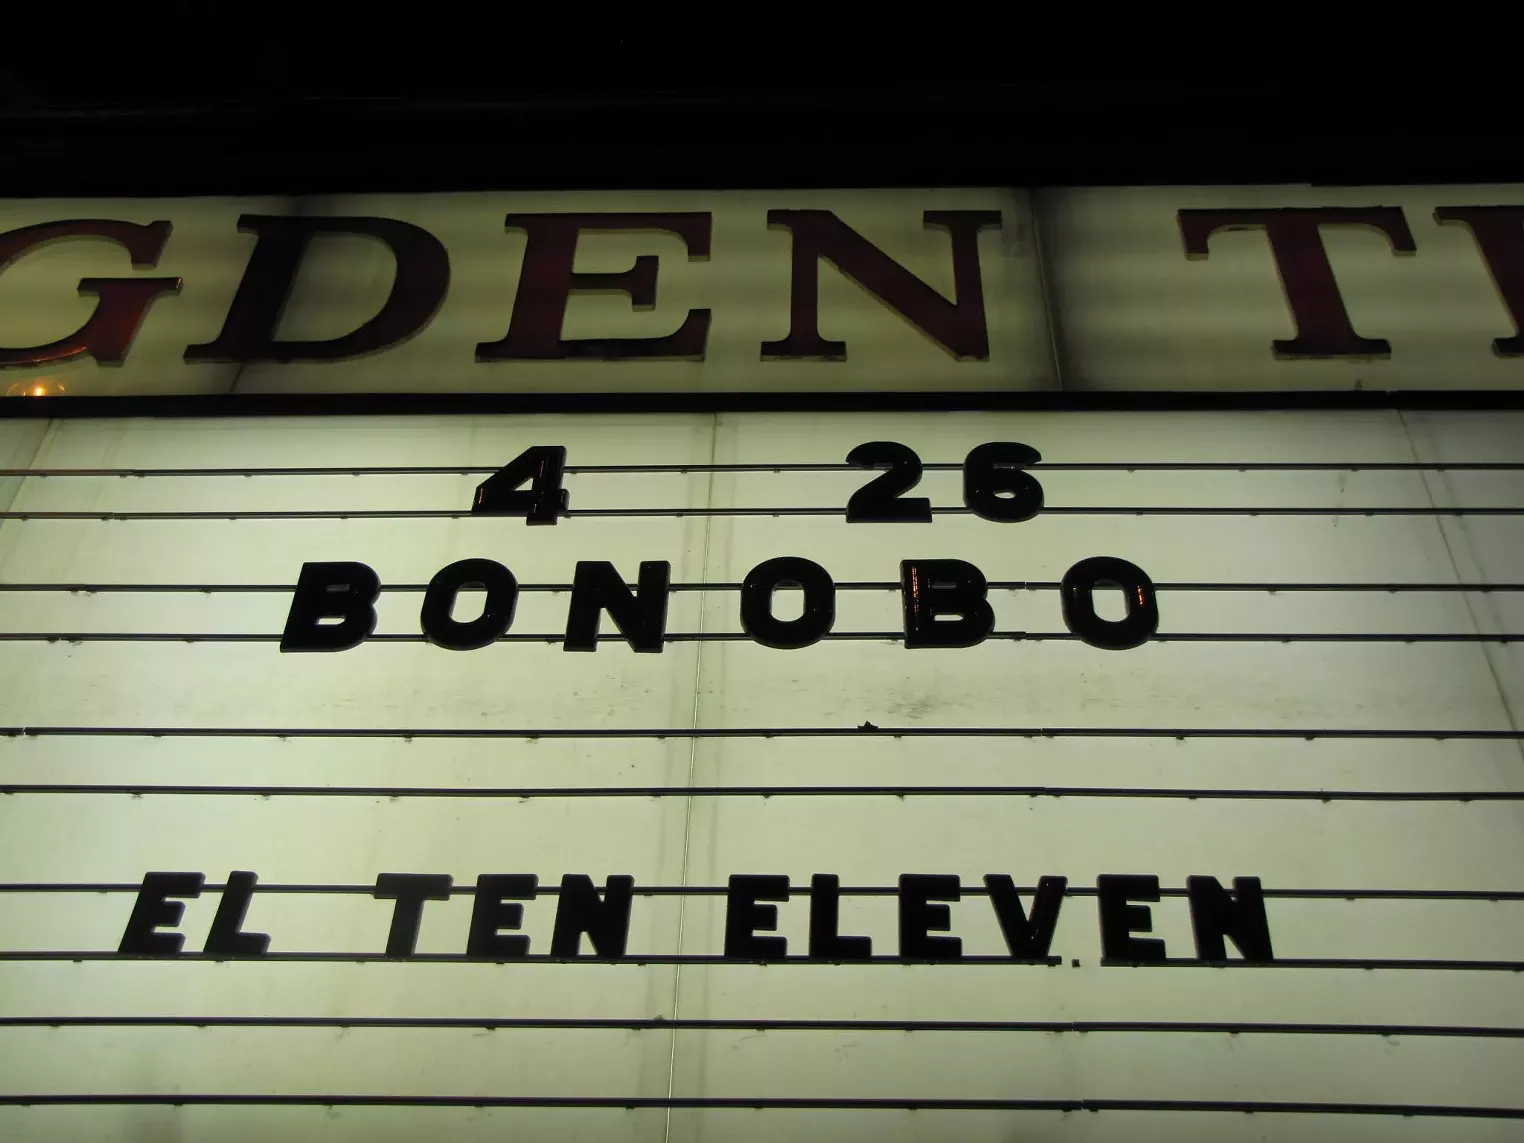 GDEN T
4 26
BONOBO
EL TEN ELEVEN